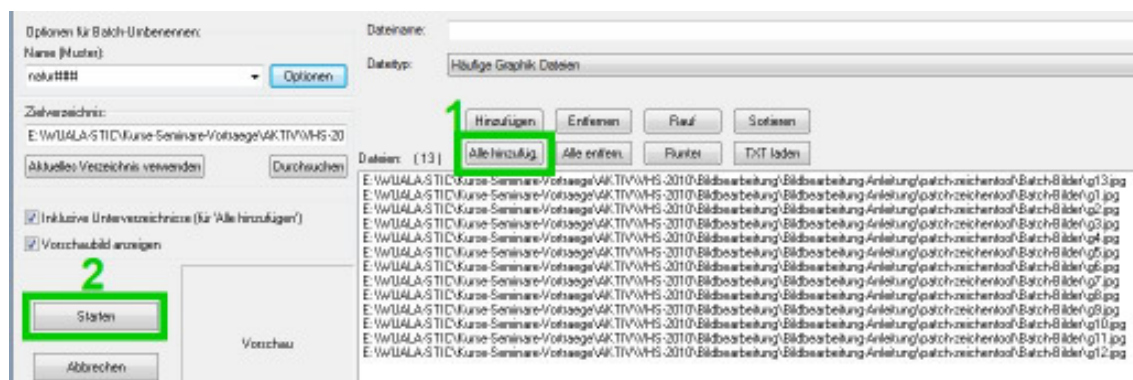 Optionen für Batch-Umbenennen:
Name (Muster):
natur###
Optionen
Zielverzeichnis:
E:\WUALA-STIC\Kurse-Seminare-Vortraege\AKTIV\VHS-20
Aktuelles Verzeichnis verwenden
Durchsuchen
Inklusive Unterverzeichnisse (für 'Alle hinzufügen')
Vorschaubild anzeigen
2
Starten
Abbrechen
Vorschau
Dateiname:
Dateityp:
Häufige Graphik Dateien
1
Hinzufügen Entfernen Rauf Sortieren
Alle hinzufüg. Alle entfern. Runter TXT laden
Dateien: (13)
E:\WUALA-STIC\Kurse-Seminare-Vortraege\AKTIV\VHS-2010\Bildbearbeitung\Bildbearbeitung-Anleitung\patch-zeichentool\Batch-Bilder\g13.jpg
E:\WUALA-STIC\Kurse-Seminare-Vortraege\AKTIV\VHS-2010\Bildbearbeitung\Bildbearbeitung-Anleitung\patch-zeichentool\Batch-Bilder\g1.jpg
E:\WUALA-STIC\Kurse-Seminare-Vortraege\AKTIV\VHS-2010\Bildbearbeitung\Bildbearbeitung-Anleitung\patch-zeichentool\Batch-Bilder\g2.jpg
E:\WUALA-STIC\Kurse-Seminare-Vortraege\AKTIV\VHS-2010\Bildbearbeitung\Bildbearbeitung-Anleitung\patch-zeichentool\Batch-Bilder\g3.jpg
E:\WUALA-STIC\Kurse-Seminare-Vortraege\AKTIV\VHS-2010\Bildbearbeitung\Bildbearbeitung-Anleitung\patch-zeichentool\Batch-Bilder\g4.jpg
E:\WUALA-STIC\Kurse-Seminare-Vortraege\AKTIV\VHS-2010\Bildbearbeitung\Bildbearbeitung-Anleitung\patch-zeichentool\Batch-Bilder\g5.jpg
E:\WUALA-STIC\Kurse-Seminare-Vortraege\AKTIV\VHS-2010\Bildbearbeitung\Bildbearbeitung-Anleitung\patch-zeichentool\Batch-Bilder\g6.jpg
E:\WUALA-STIC\Kurse-Seminare-Vortraege\AKTIV\VHS-2010\Bildbearbeitung\Bildbearbeitung-Anleitung\patch-zeichentool\Batch-Bilder\g7.jpg
E:\WUALA-STIC\Kurse-Seminare-Vortraege\AKTIV\VHS-2010\Bildbearbeitung\Bildbearbeitung-Anleitung\patch-zeichentool\Batch-Bilder\g8.jpg
E:\WUALA-STIC\Kurse-Seminare-Vortraege\AKTIV\VHS-2010\Bildbearbeitung\Bildbearbeitung-Anleitung\patch-zeichentool\Batch-Bilder\g9.jpg
E:\WUALA-STIC\Kurse-Seminare-Vortraege\AKTIV\VHS-2010\Bildbearbeitung\Bildbearbeitung-Anleitung\patch-zeichentool\Batch-Bilder\g10.jpg
E:\WUALA-STIC\Kurse-Seminare-Vortraege\AKTIV\VHS-2010\Bildbearbeitung\Bildbearbeitung-Anleitung\patch-zeichentool\Batch-Bilder\g11.jpg
E:\WUALA-STIC\Kurse-Seminare-Vortraege\AKTIV\VHS-2010\Bildbearbeitung\Bildbearbeitung-Anleitung\patch-zeichentool\Batch-Bilder\g12.jpg